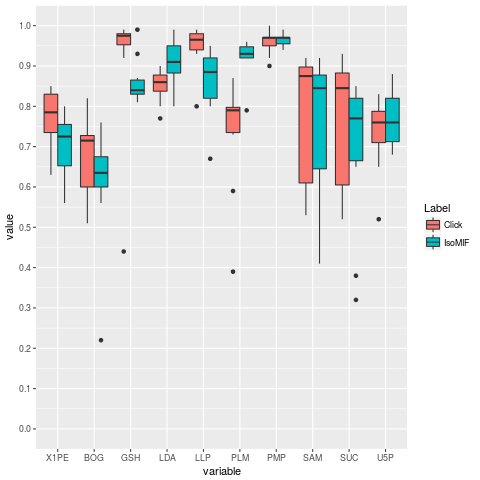 1.0
0.9
0.8
0.7
0.6
0.5
0.4
0.3
0.2
0.1
0.0
value
X1PE BOG GSH LDA LLP PLM PMP SAM SUC U5P
variable
Label
Click
IsoMIF